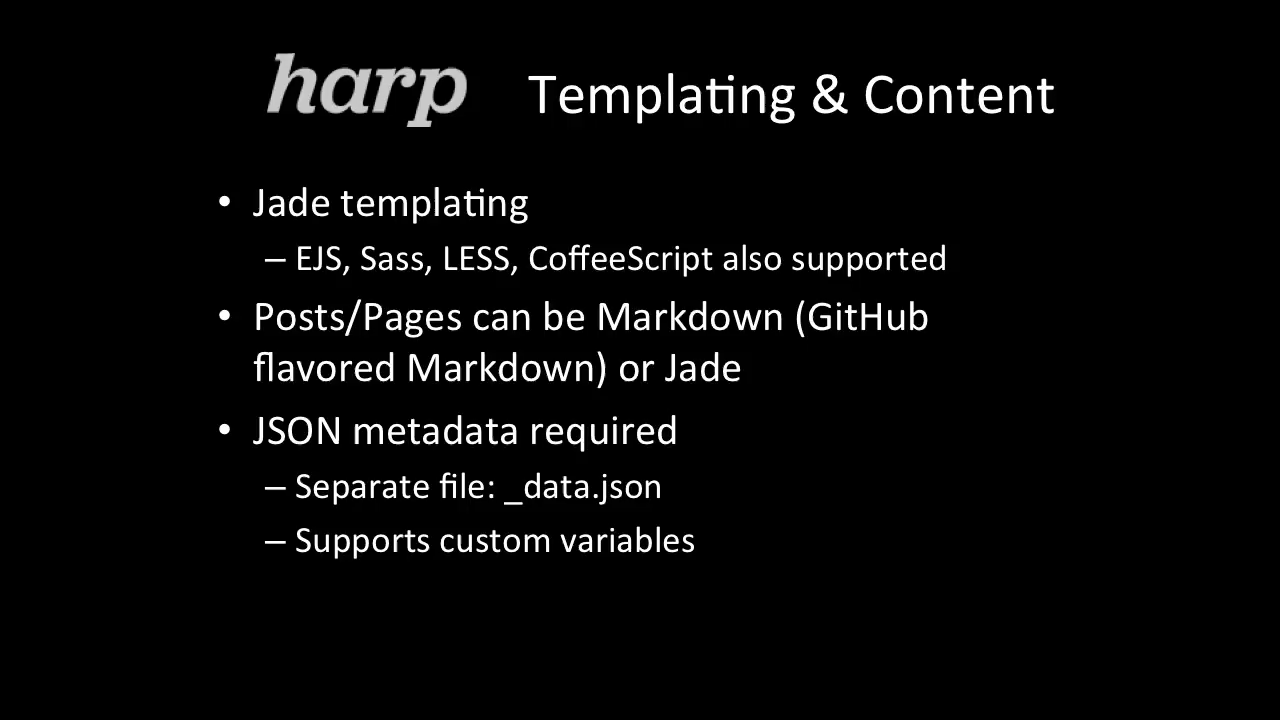 harp Templating & Content
• Jade templating
– EJS, Sass, LESS, CoffeeScript also supported
• Posts/Pages can be Markdown (GitHub
flavored Markdown) or Jade
• JSON metadata required
– Separate file: _data.json
– Supports custom variables